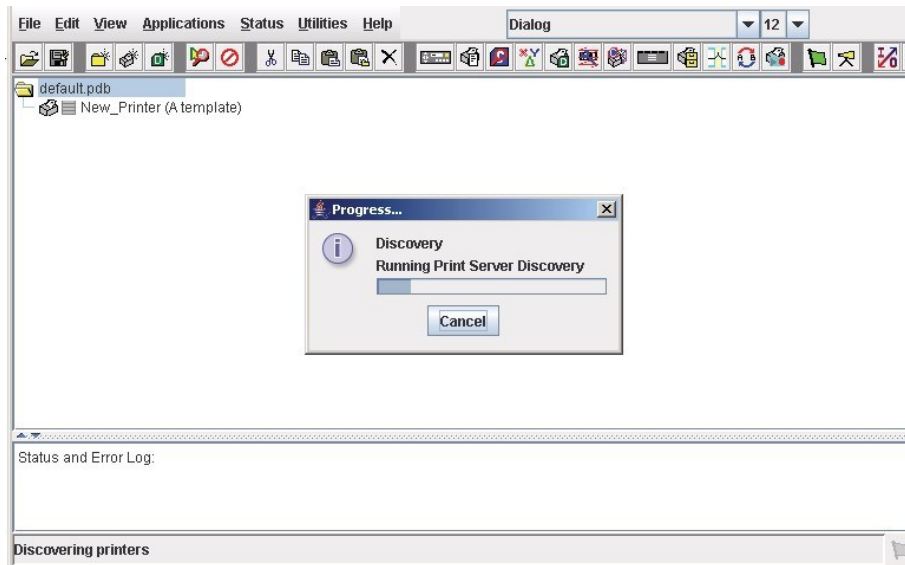 File Edit View Applications Status Utilities Help Dialog 12
default.pdb
New_Printer (A template)
Progress...
Discovery
Running Print Server Discovery
Cancel
Status and Error Log:
Discovering printers